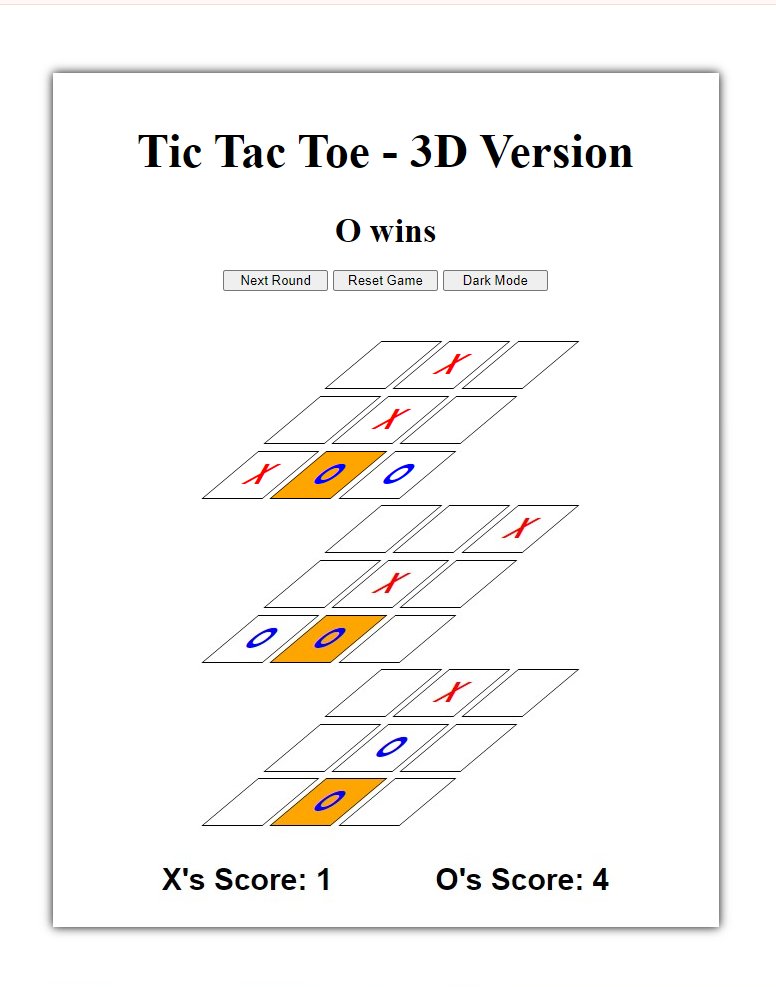 Tic Tac Toe - 3D Version
O wins
Next Round Reset Game Dark Mode
X
X
X O O
X
X
O O
X
O
O
X's Score: 1 O's Score: 4